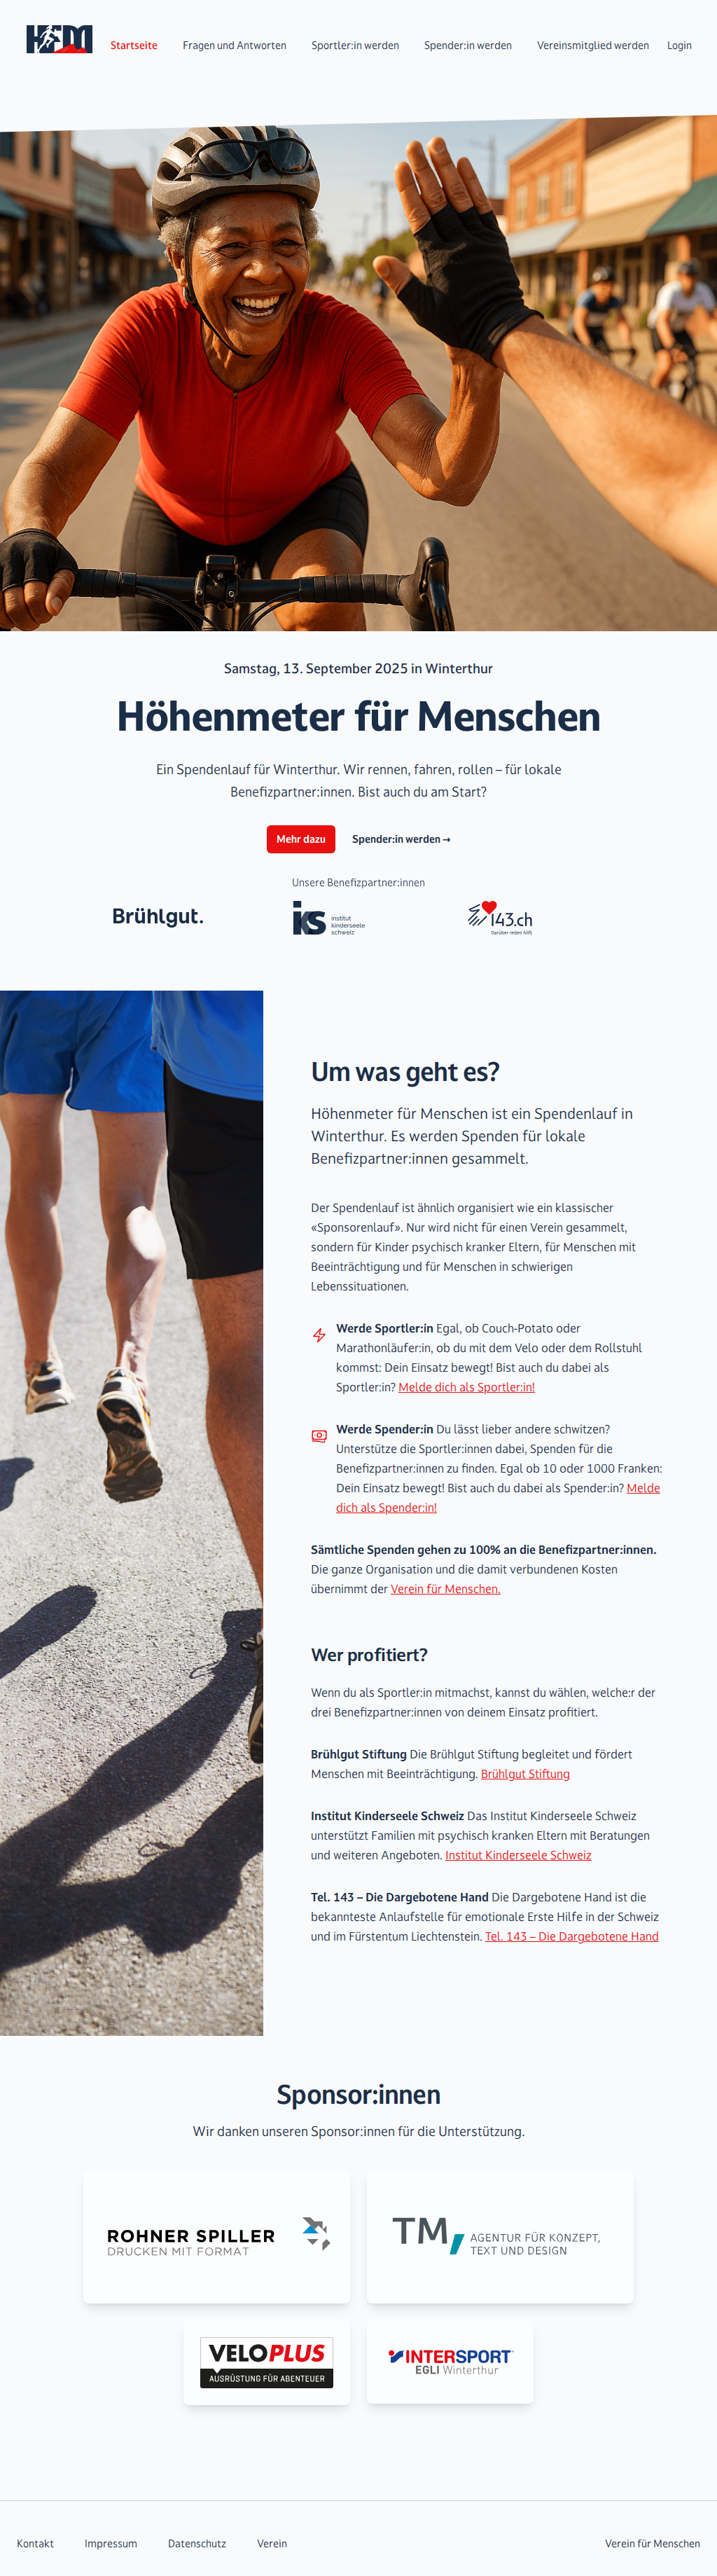 HFM
Startseite
Fragen und Antworten
Sportler:in werden
Spender:in werden
Vereinsmitglied werden
Login
Samstag, 13. September 2025 in Winterthur
Höhenmeter für Menschen
Ein Spendenlauf für Winterthur. Wir rennen, fahren, rollen – für lokale
Benefizpartner:innen. Bist auch du am Start?
Mehr dazu
Spender:in werden →
Unsere Benefizpartner:innen
Brühlgut.
iks
institut
kinderseele
schweiz
143.ch
Darüber reden hilft
Um was geht es?
Höhenmeter für Menschen ist ein Spendenlauf in
Winterthur. Es werden Spenden für lokale
Benefizpartner:innen gesammelt.
Der Spendenlauf ist ähnlich organisiert wie ein klassischer
«Sponsorenlauf». Nur wird nicht für einen Verein gesammelt,
sondern für Kinder psychisch kranker Eltern, für Menschen mit
Beeinträchtigung und für Menschen in schwierigen
Lebenssituationen.
Werde Sportler:in Egal, ob Couch-Potato oder
Marathonläufer:in, ob du mit dem Velo oder dem Rollstuhl
kommst: Dein Einsatz bewegt! Bist auch du dabei als
Sportler:in? Melde dich als Sportler:in!
Werde Spender:in Du lässt lieber andere schwitzen?
Unterstütze die Sportler:innen dabei, Spenden für die
Benefizpartner:innen zu finden. Egal ob 10 oder 1000 Franken:
Dein Einsatz bewegt! Bist auch du dabei als Spender:in? Melde
dich als Spender:in!
Sämtliche Spenden gehen zu 100% an die Benefizpartner:innen.
Die ganze Organisation und die damit verbundenen Kosten
übernimmt der Verein für Menschen.
Wer profitiert?
Wenn du als Sportler:in mitmachst, kannst du wählen, welche:r der
drei Benefizpartner:innen von deinem Einsatz profitiert.
Brühlgut Stiftung Die Brühlgut Stiftung begleitet und fördert
Menschen mit Beeinträchtigung. Brühlgut Stiftung
Institut Kinderseele Schweiz Das Institut Kinderseele Schweiz
unterstützt Familien mit psychisch kranken Eltern mit Beratungen
und weiteren Angeboten. Institut Kinderseele Schweiz
Tel. 143 – Die Dargebotene Hand Die Dargebotene Hand ist die
bekannteste Anlaufstelle für emotionale Erste Hilfe in der Schweiz
und im Fürstentum Liechtenstein. Tel. 143 – Die Dargebotene Hand
Sponsor:innen
Wir danken unseren Sponsor:innen für die Unterstützung.
ROHNER SPILLER
DRUCKEN MIT FORMAT
TM,
AGENTUR FÜR KONZEPT,
TEXT UND DESIGN
VELOPLUS
AUSRÜSTUNG FÜR ABENTEUER
INTERSPORT
EGLI Winterthur
Kontakt
Impressum
Datenschutz
Verein
Verein für Menschen